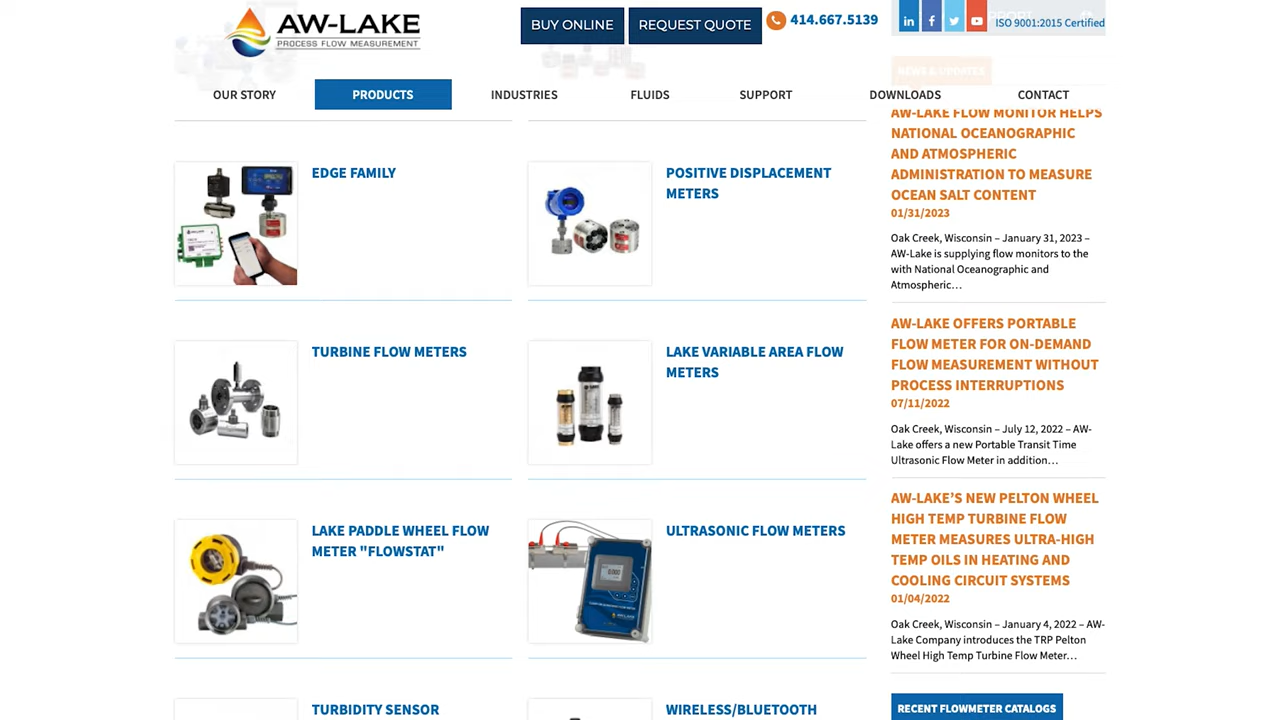 AW-LAKE
PROCESS FLOW MEASUREMENT
BUY ONLINE
REQUEST QUOTE
414.667.5139
ISO 9001:2015 Certified
OUR STORY
PRODUCTS
INDUSTRIES
FLUIDS
SUPPORT
DOWNLOADS
CONTACT
EDGE FAMILY
POSITIVE DISPLACEMENT
METERS
TURBINE FLOW METERS
LAKE VARIABLE AREA FLOW
METERS
LAKE PADDLE WHEEL FLOW
METER "FLOWSTAT"
ULTRASONIC FLOW METERS
TURBIDITY SENSOR
WIRELESS/BLUETOOTH
NEWS & UPDATES
AW-LAKE FLOW MONITOR HELPS
NATIONAL OCEANOGRAPHIC
AND ATMOSPHERIC
ADMINISTRATION TO MEASURE
OCEAN SALT CONTENT
01/31/2023
Oak Creek, Wisconsin – January 31, 2023 –
AW-Lake is supplying flow monitors to the
with National Oceanographic and
Atmospheric…
AW-LAKE OFFERS PORTABLE
FLOW METER FOR ON-DEMAND
FLOW MEASUREMENT WITHOUT
PROCESS INTERRUPTIONS
07/11/2022
Oak Creek, Wisconsin – July 12, 2022 – AW-
Lake offers a new Portable Transit Time
Ultrasonic Flow Meter in addition…
AW-LAKE’S NEW PELTON WHEEL
HIGH TEMP TURBINE FLOW
METER MEASURES ULTRA-HIGH
TEMP OILS IN HEATING AND
COOLING CIRCUIT SYSTEMS
01/04/2022
Oak Creek, Wisconsin – January 4, 2022 – AW-
Lake Company introduces the TRP Pelton
Wheel High Temp Turbine Flow Meter…
RECENT FLOWMETER CATALOGS